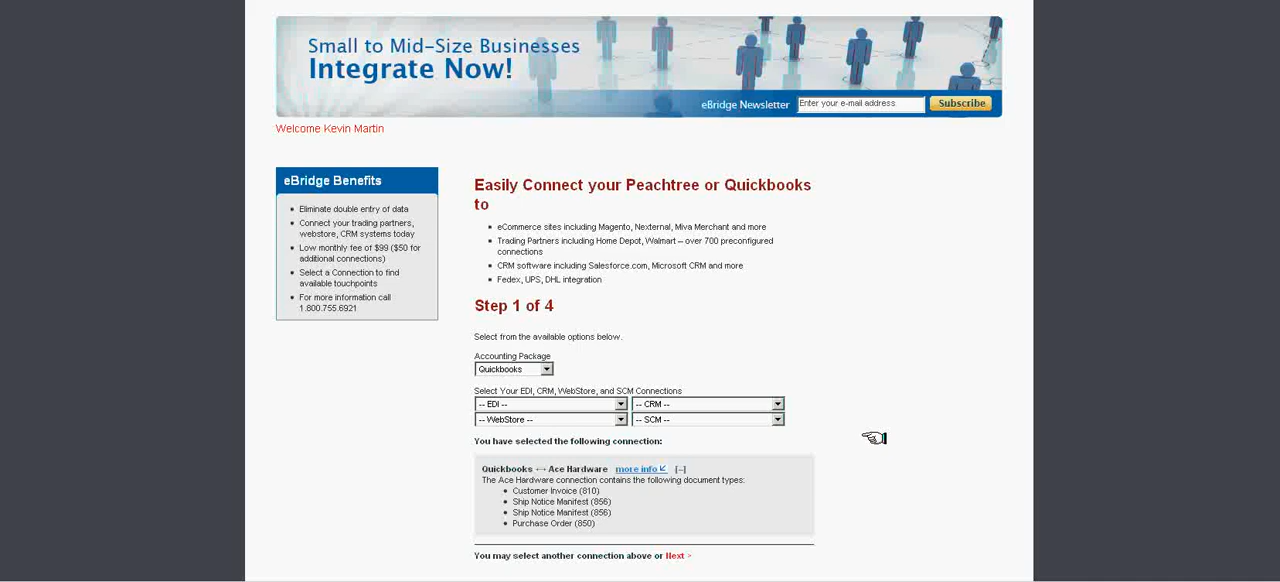 Small to Mid-Size Businesses
Integrate Now!
eBridge Newsletter Enter your e-mail address Subscribe
Welcome Kevin Martin
eBridge Benefits
Eliminate double entry of data
Connect your trading partners,
webstore, CRM systems today
Low monthly fee of $99 ($50 for
additional connections)
Select a Connection to find
available touchpoints
For more information call
1.800.755.6921
Easily Connect your Peachtree or Quickbooks
to
eCommerce sites including Magento, Nexternal, Miva Merchant and more
Trading Partners including Home Depot, Walmart – over 700 preconfigured
connections
CRM software including Salesforce.com, Microsoft CRM and more
Fedex, UPS, DHL integration
Step 1 of 4
Select from the available options below.
Accounting Package
Quickbooks
Select Your EDI, CRM, WebStore, and SCM Connections
-- EDI -- -- CRM --
-- WebStore -- -- SCM --
You have selected the following connection:
Quickbooks ↔ Ace Hardware more info [-]
The Ace Hardware connection contains the following document types:
Customer Invoice (810)
Ship Notice Manifest (856)
Ship Notice Manifest (856)
Purchase Order (850)
You may select another connection above or Next >